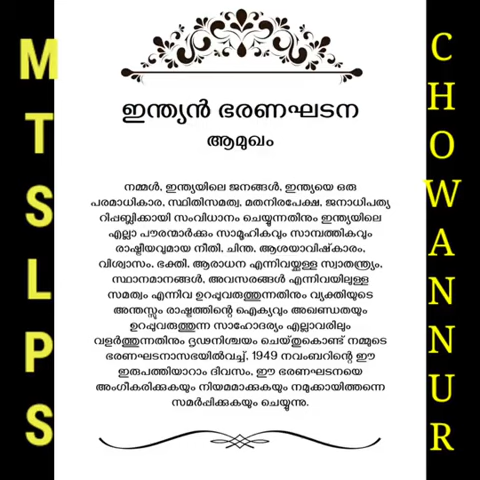 MTSLPS
ഇന്ത്യൻ ഭരണഘടന
ആമുഖം
നമ്മൾ, ഇന്ത്യയിലെ ജനങ്ങൾ, ഇന്ത്യയെ ഒരു
പരമാധികാര, സ്ഥിതിസമത്വ, മതനിരപേക്ഷ, ജനാധിപത്യ
റിപ്പബ്ലിക്കായി സംവിധാനം ചെയ്യുന്നതിനും ഇന്ത്യയിലെ
എല്ലാ പൗരന്മാർക്കും സാമൂഹികവും സാമ്പത്തികവും
രാഷ്ട്രീയവുമായ നീതി, ചിന്ത, ആശയാവിഷ്കാരം,
വിശ്വാസം, ഭക്തി, ആരാധന എന്നിവയ്ക്കുള്ള സ്വാതന്ത്ര്യം,
സ്ഥാനമാനങ്ങൾ, അവസരങ്ങൾ എന്നിവയിലുള്ള
സമത്വം എന്നിവ ഉറപ്പുവരുത്തുന്നതിനും വ്യക്തിയുടെ
അന്തസ്സും രാഷ്ട്രത്തിന്റെ ഐക്യവും അഖണ്ഡതയും
ഉറപ്പുവരുത്തുന്ന സാഹോദര്യം എല്ലാവരിലും
വളർത്തുന്നതിനും ദൃഢനിശ്ചയം ചെയ്തുകൊണ്ട് നമ്മുടെ
ഭരണഘടനാസഭയിൽവച്ച്, 1949 നവംബറിന്റെ ഈ
ഇരുപത്തിയാറാം ദിവസം, ഈ ഭരണഘടനയെ
അംഗീകരിക്കുകയും നിയമമാക്കുകയും നമുക്കായിത്തന്നെ
സമർപ്പിക്കുകയും ചെയ്യുന്നു.
CHOWANNUR